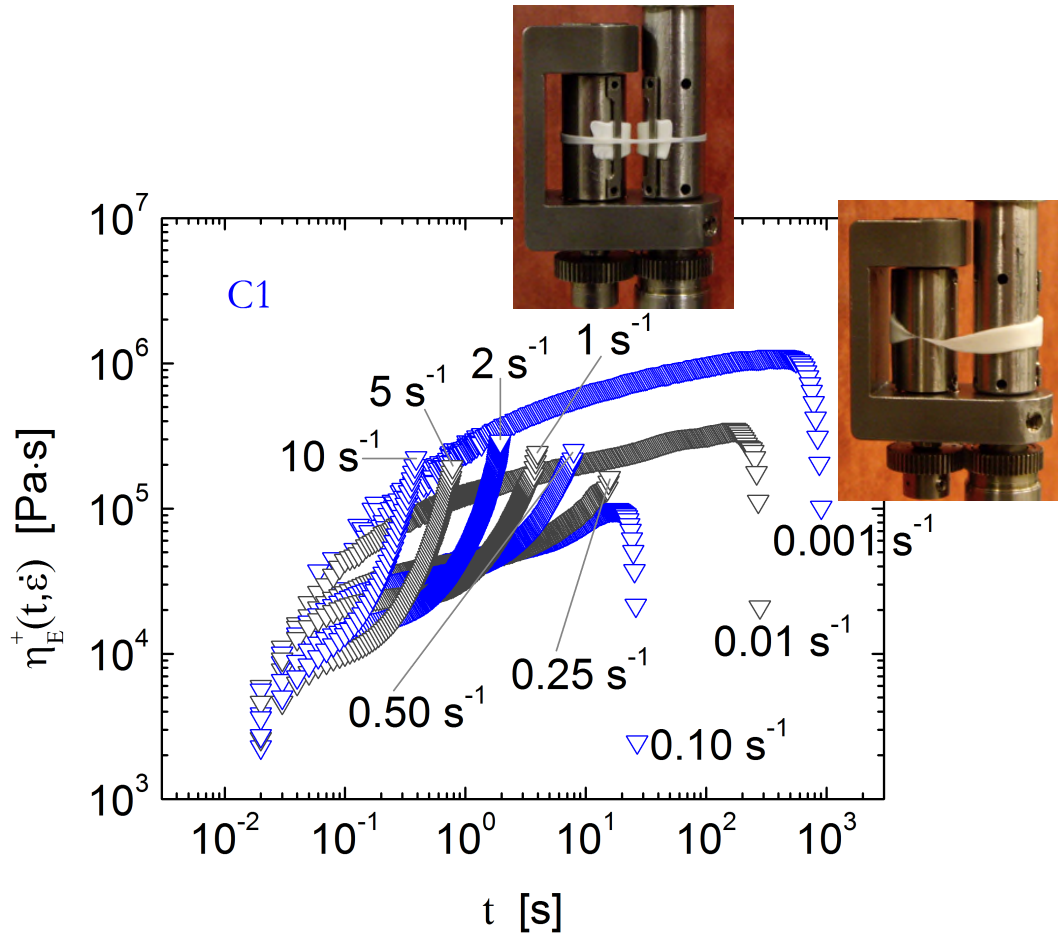 10⁷
C1
1 s⁻¹
2 s⁻¹
10⁶
5 s⁻¹
10 s⁻¹
η⁺_E(t,ε̇) [Pa·s]
10⁵
0.001 s⁻¹
0.01 s⁻¹
10⁴
0.25 s⁻¹
0.50 s⁻¹
0.10 s⁻¹
10³
10⁻² 10⁻¹ 10⁰ 10¹ 10² 10³
t [s]